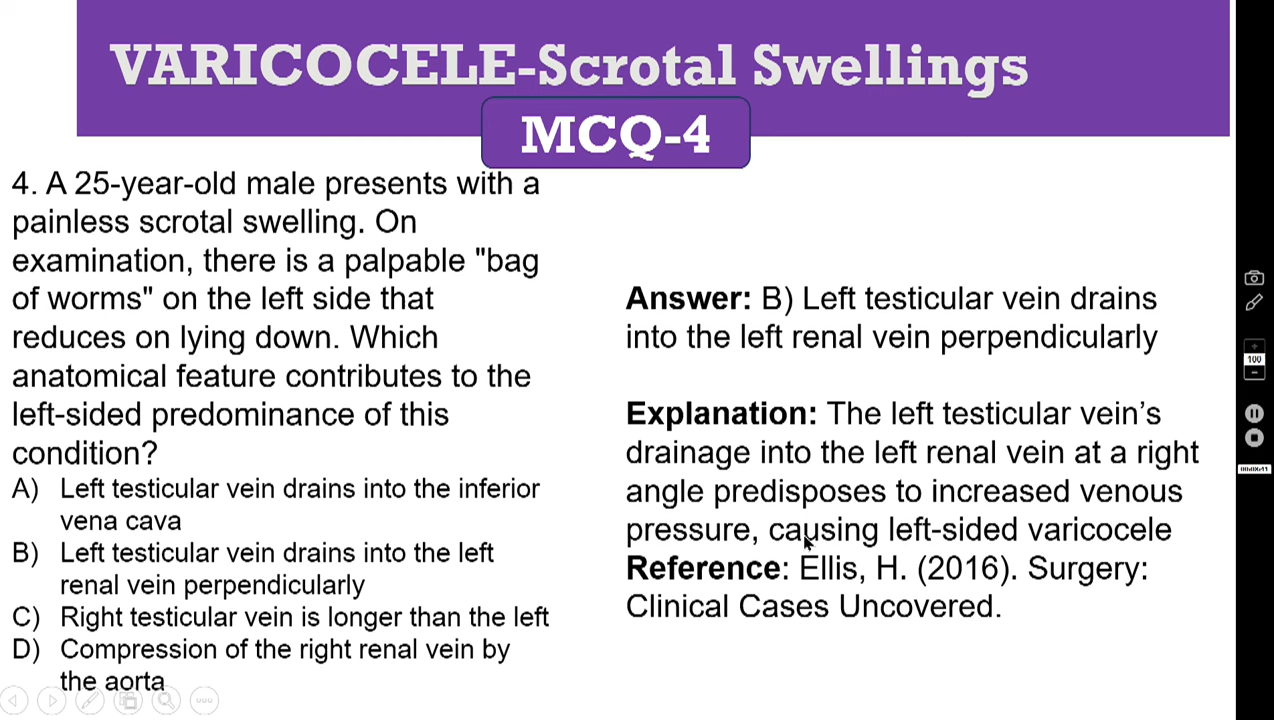 VARICOCELE-Scrotal Swellings
MCQ-4
4. A 25-year-old male presents with a
painless scrotal swelling. On
examination, there is a palpable "bag
of worms" on the left side that
reduces on lying down. Which
anatomical feature contributes to the
left-sided predominance of this
condition?
A) Left testicular vein drains into the inferior
vena cava
B) Left testicular vein drains into the left
renal vein perpendicularly
C) Right testicular vein is longer than the left
D) Compression of the right renal vein by
the aorta
Answer: B) Left testicular vein drains
into the left renal vein perpendicularly
Explanation: The left testicular vein’s
drainage into the left renal vein at a right
angle predisposes to increased venous
pressure, causing left-sided varicocele
Reference: Ellis, H. (2016). Surgery:
Clinical Cases Uncovered.
100